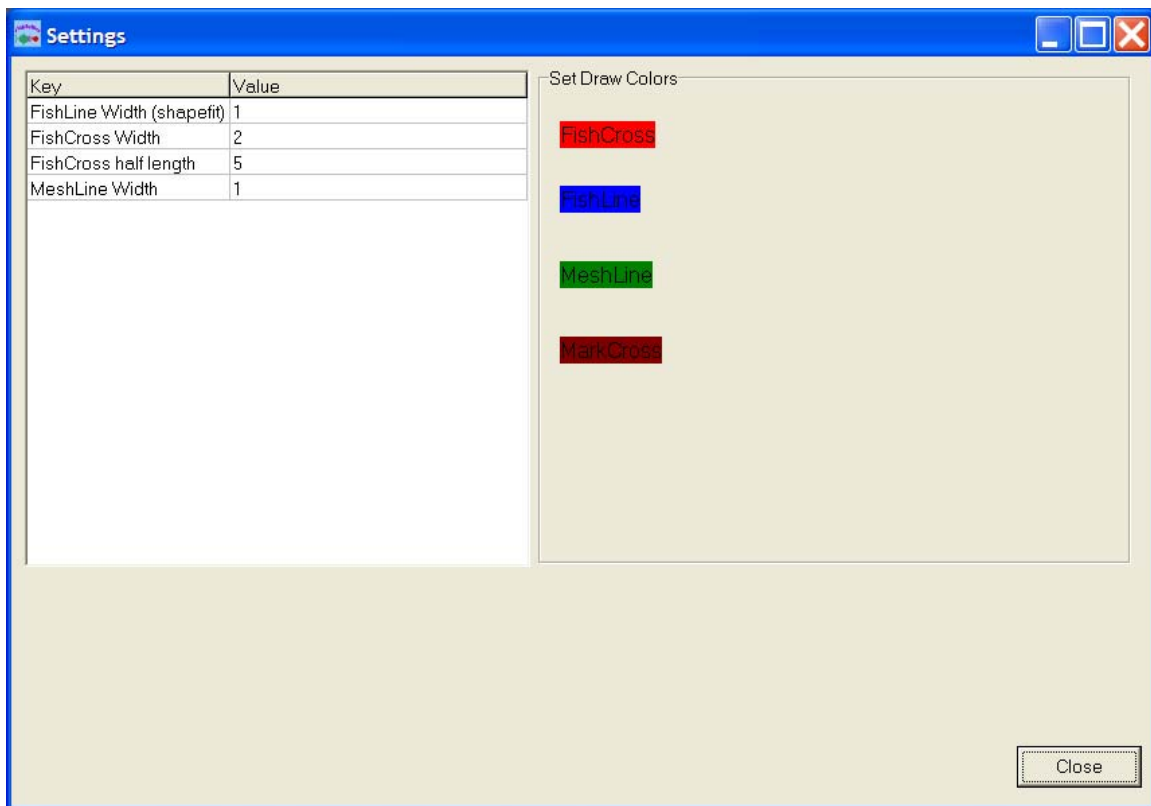 Settings
Key Value
FishLine Width (shapefit) 1
FishCross Width 2
FishCross half length 5
MeshLine Width 1
Set Draw Colors
FishCross
FishLine
MeshLine
MarkCross
Close